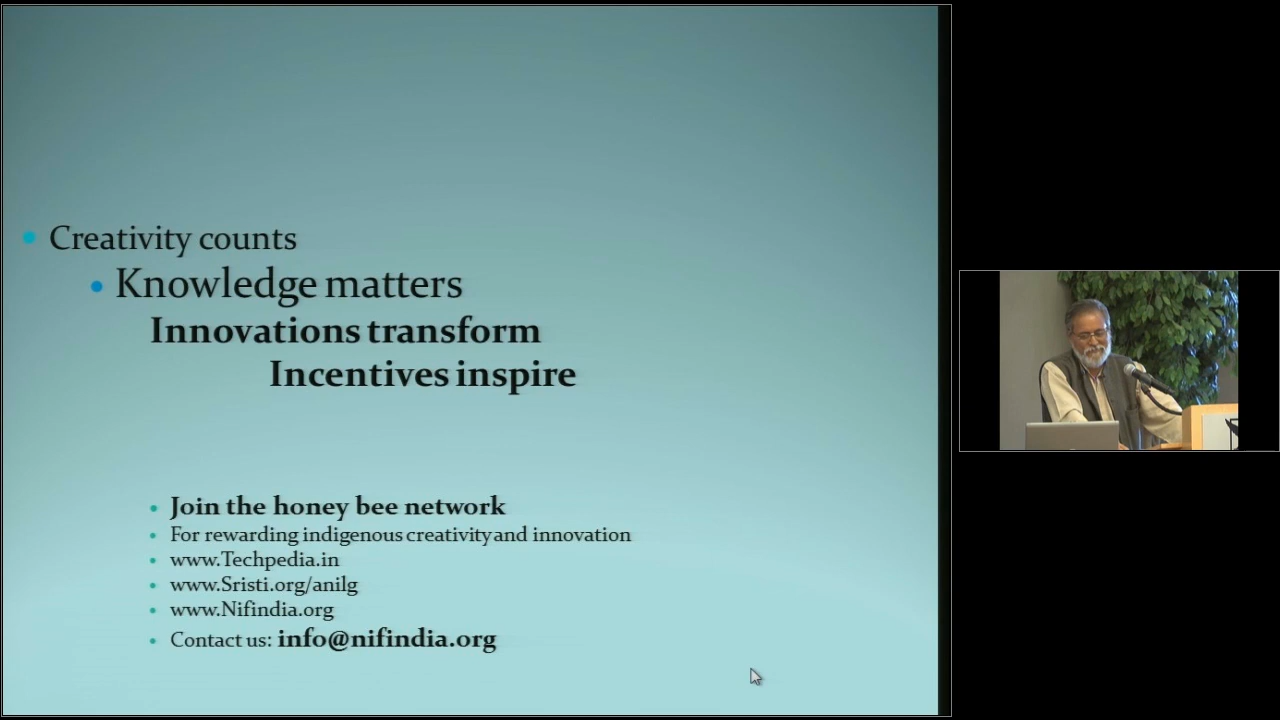 Creativity counts
Knowledge matters
Innovations transform
Incentives inspire
Join the honey bee network
For rewarding indigenous creativity and innovation
www.Techpedia.in
www.Sristi.org/anilg
www.Nifindia.org
Contact us: info@nifindia.org